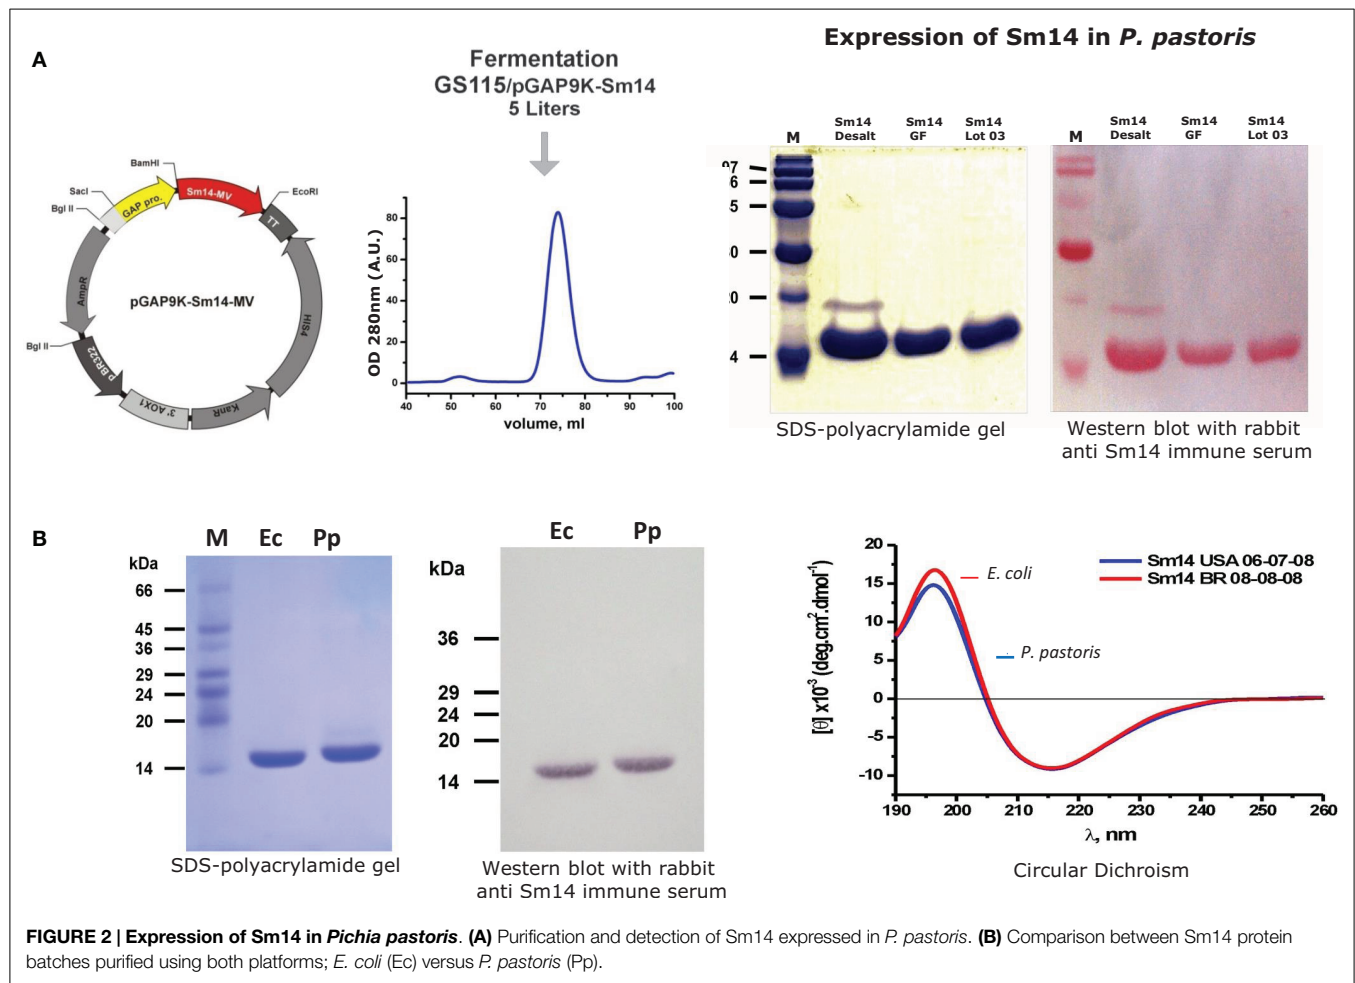 A
Fermentation
GS115/pGAP9K-Sm14
5 Liters
Expression of Sm14 in P. pastoris
BamHI
SacI
Bgl II
GAP pro.
Sm14-MV
EcoRI
TT
AmpR
HIS4
pGAP9K-Sm14-MV
Bgl II
pBR322
3' AOX1
KanR
OD 280nm (A.U.)
80
60
40
20
0
40 50 60 70 80 90 100
volume, ml
M
Sm14 Desalt
Sm14 GF
Sm14 Lot 03
97
6
5
0
20
4
SDS-polyacrylamide gel
M
Sm14 Desalt
Sm14 GF
Sm14 Lot 03
Western blot with rabbit
anti Sm14 immune serum
B
M Ec Pp
kDa
66
45
36
29
24
20
14
SDS-polyacrylamide gel
Ec Pp
kDa
36
29
24
20
14
Western blot with rabbit
anti Sm14 immune serum
[θ] x10⁻³ (deg.cm².dmol⁻¹)
20
15
10
5
0
-5
-10
Sm14 USA 06-07-08
Sm14 BR 08-08-08
E. coli
P. pastoris
190 200 210 220 230 240 250 260
λ, nm
Circular Dichroism
FIGURE 2 | Expression of Sm14 in Pichia pastoris. (A) Purification and detection of Sm14 expressed in P. pastoris. (B) Comparison between Sm14 protein
batches purified using both platforms; E. coli (Ec) versus P. pastoris (Pp).